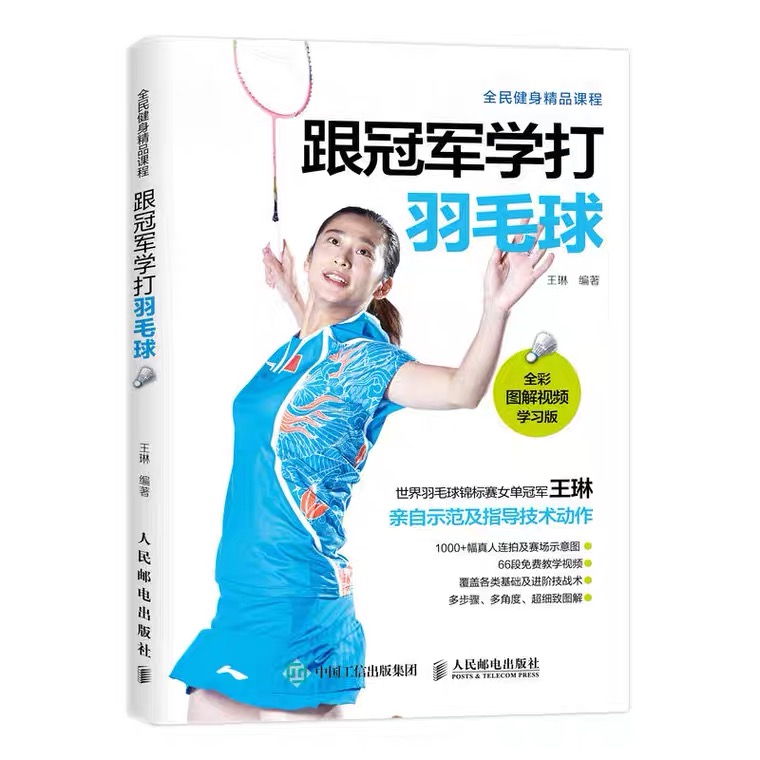 全民健身精品课程
跟冠军学打
羽毛球
王琳 编著
全彩
图解视频
学习版
世界羽毛球锦标赛女单冠军 王琳
亲自示范及指导技术动作
1000+幅真人连拍及赛场示意图
66段免费教学视频
覆盖各类基础及进阶技战术
多步骤、多角度、超细致图解
中国工信出版集团
人民邮电出版社
POSTS & TELECOM PRESS
全民健身精品课程
跟冠军学打羽毛球
王琳 编著
人民邮电出版社